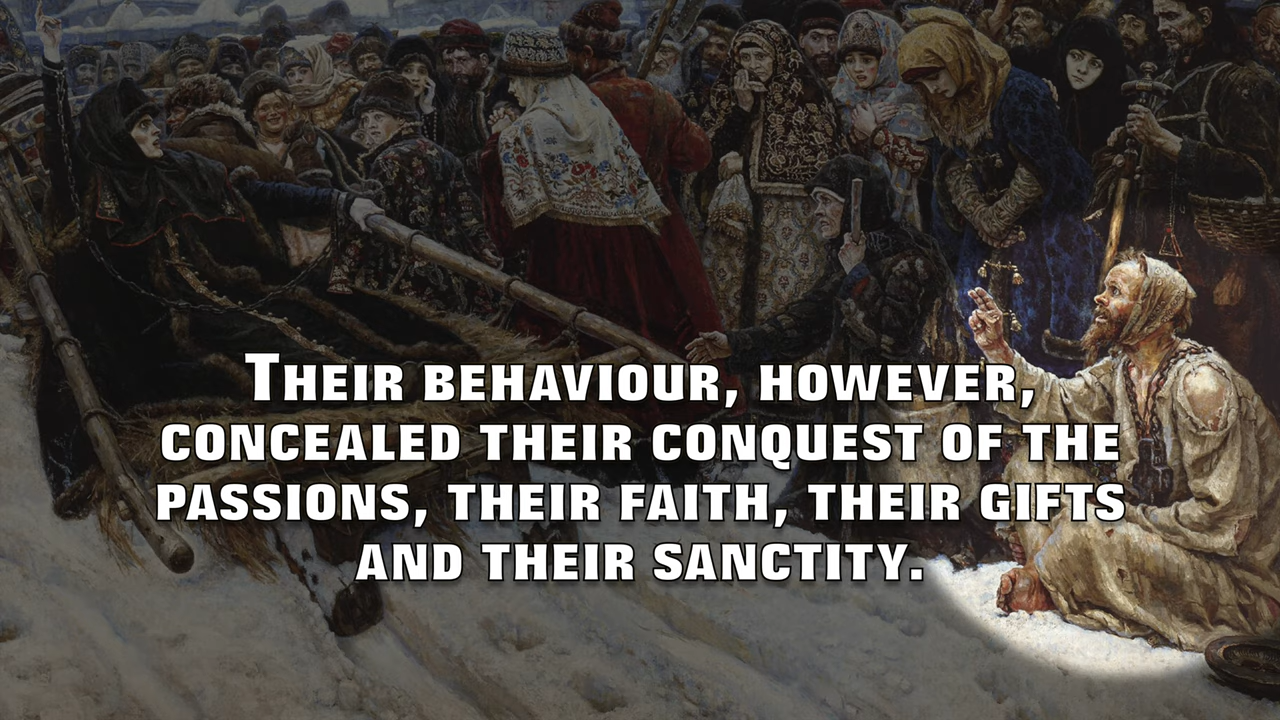 Their behaviour, however,
concealed their conquest of the
passions, their faith, their gifts
and their sanctity.